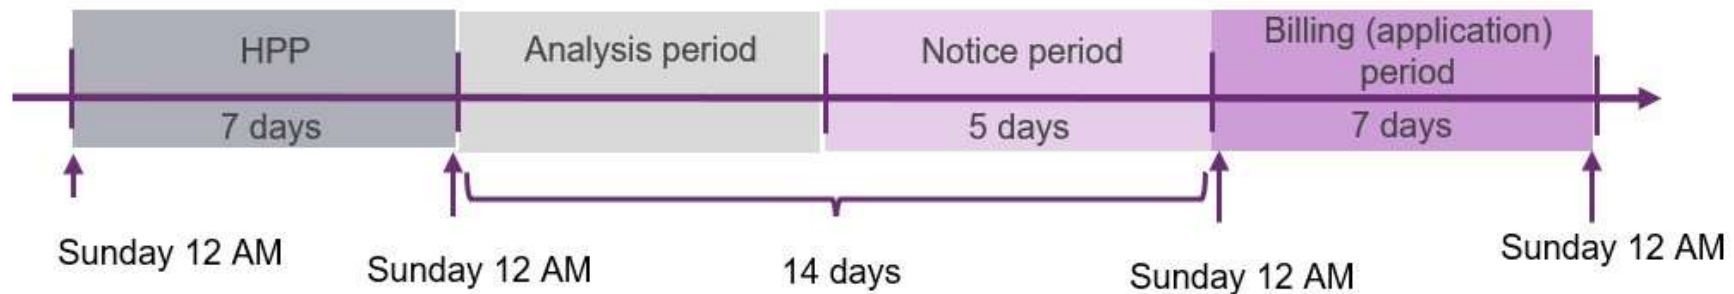 HPP
Analysis period
Notice period
Billing (application)
period
7 days
5 days
7 days
Sunday 12 AM
Sunday 12 AM
14 days
Sunday 12 AM
Sunday 12 AM